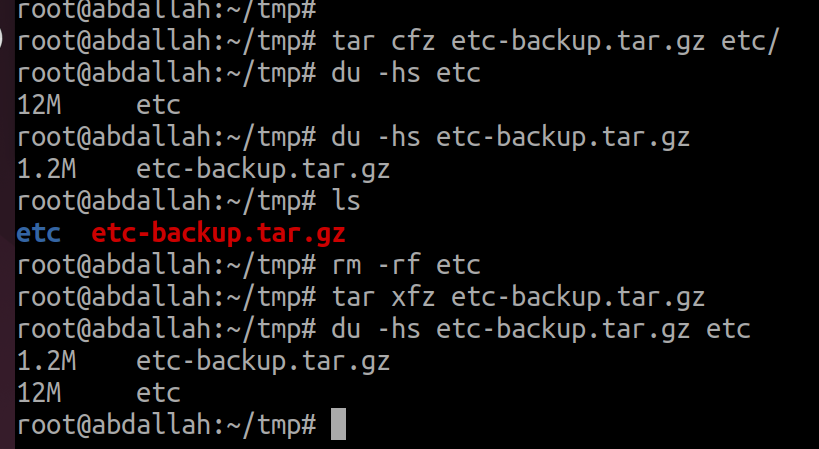 root@abdallah:~/tmp#
root@abdallah:~/tmp# tar cfz etc-backup.tar.gz etc/
root@abdallah:~/tmp# du -hs etc
12M     etc
root@abdallah:~/tmp# du -hs etc-backup.tar.gz
1.2M    etc-backup.tar.gz
root@abdallah:~/tmp# ls
etc  etc-backup.tar.gz
root@abdallah:~/tmp# rm -rf etc
root@abdallah:~/tmp# tar xfz etc-backup.tar.gz
root@abdallah:~/tmp# du -hs etc-backup.tar.gz etc
1.2M    etc-backup.tar.gz
12M     etc
root@abdallah:~/tmp#